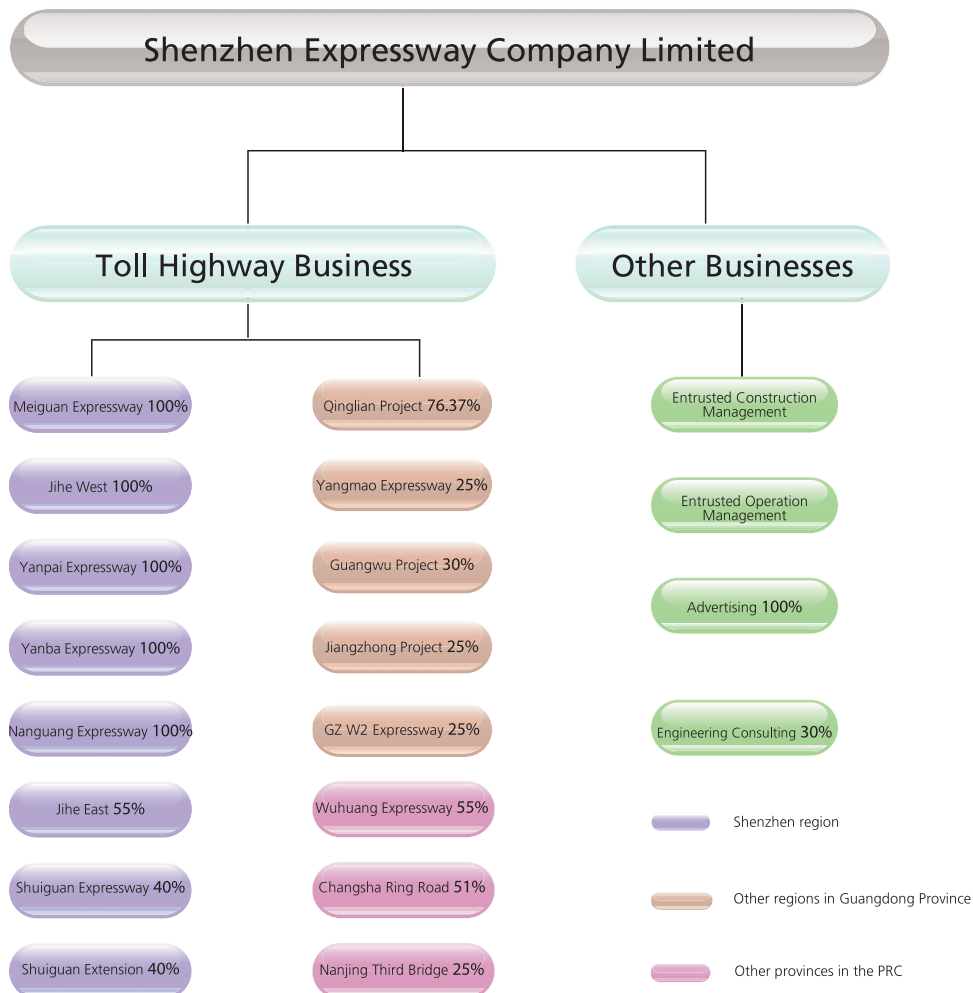 Shenzhen Expressway Company Limited
Toll Highway Business
Other Businesses
Meiguan Expressway 100%
Jihe West 100%
Yanpai Expressway 100%
Yanba Expressway 100%
Nanguang Expressway 100%
Jihe East 55%
Shuiguan Expressway 40%
Shuiguan Extension 40%
Qinglian Project 76.37%
Yangmao Expressway 25%
Guangwu Project 30%
Jiangzhong Project 25%
GZ W2 Expressway 25%
Wuhuang Expressway 55%
Changsha Ring Road 51%
Nanjing Third Bridge 25%
Entrusted Construction
Management
Entrusted Operation
Management
Advertising 100%
Engineering Consulting 30%
Shenzhen region
Other regions in Guangdong Province
Other provinces in the PRC